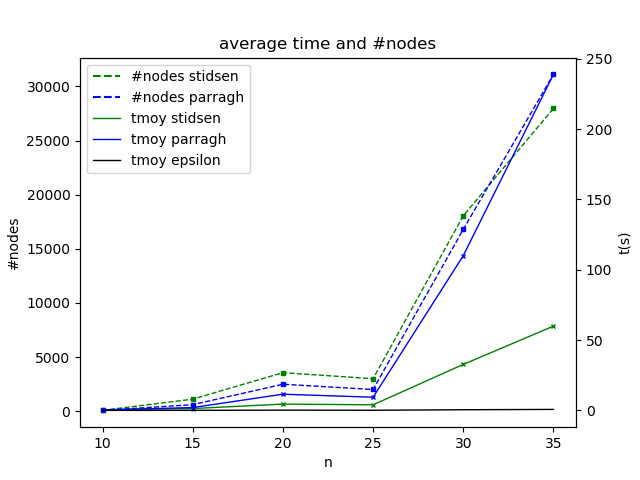 average time and #nodes
#nodes stidsen
#nodes parragh
tmoy stidsen
tmoy parragh
tmoy epsilon
#nodes
30000
25000
20000
15000
10000
5000
0
250
200
150
100
50
0
t(s)
10 15 20 25 30 35
n